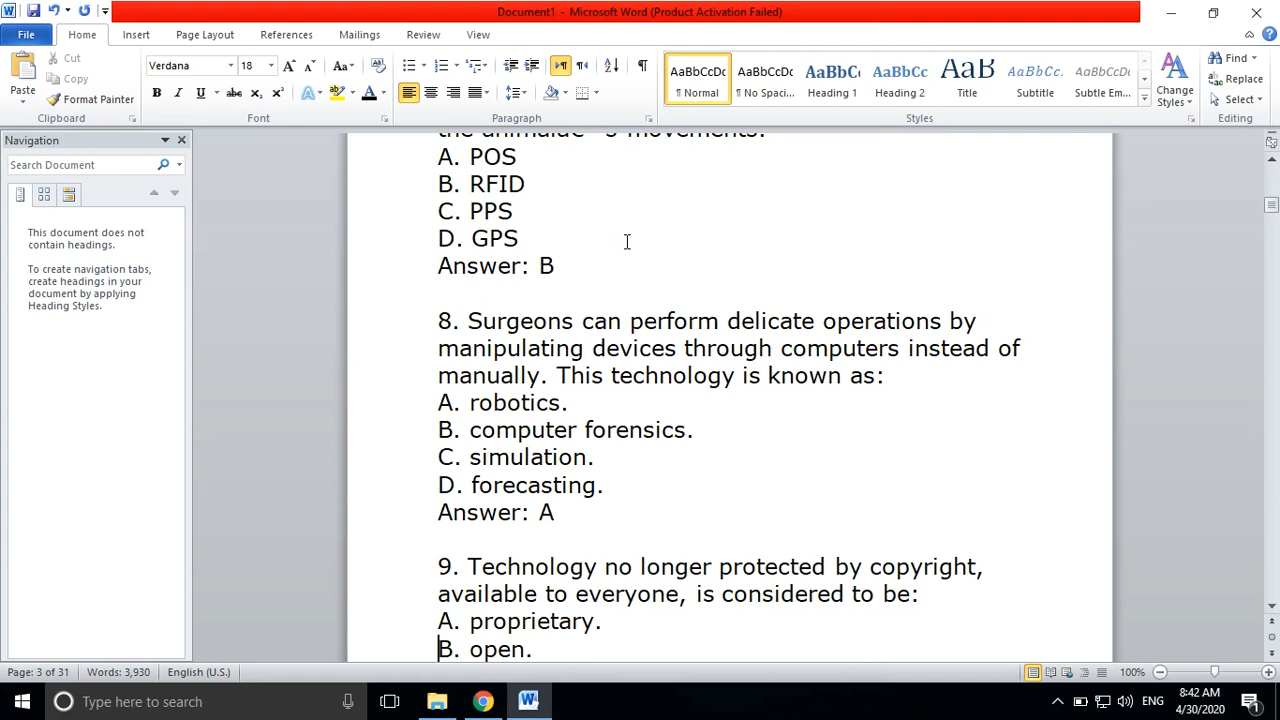 Document1 - Microsoft Word (Product Activation Failed)
File Home Insert Page Layout References Mailings Review View
Paste
Cut
Copy
Format Painter
Clipboard
Verdana 18
Font
Paragraph
AaBbCcDc
¶ Normal
AaBbCcDc
¶ No Spaci...
AaBbC
Heading 1
AaBbCc
Heading 2
AaB
Title
AaBbCc.
Subtitle
AaBbCcDc
Subtle Em...
Change
Styles
Styles
Find
Replace
Select
Editing
Navigation
Search Document
This document does not
contain headings.
To create navigation tabs,
create headings in your
document by applying
Heading Styles.
movements.
A. POS
B. RFID
C. PPS
D. GPS
Answer: B
8. Surgeons can perform delicate operations by
manipulating devices through computers instead of
manually. This technology is known as:
A. robotics.
B. computer forensics.
C. simulation.
D. forecasting.
Answer: A
9. Technology no longer protected by copyright,
available to everyone, is considered to be:
A. proprietary.
B. open.
Page: 3 of 31 Words: 3,930 English (U.S.) 100%
Type here to search
ENG
8:42 AM
4/30/2020